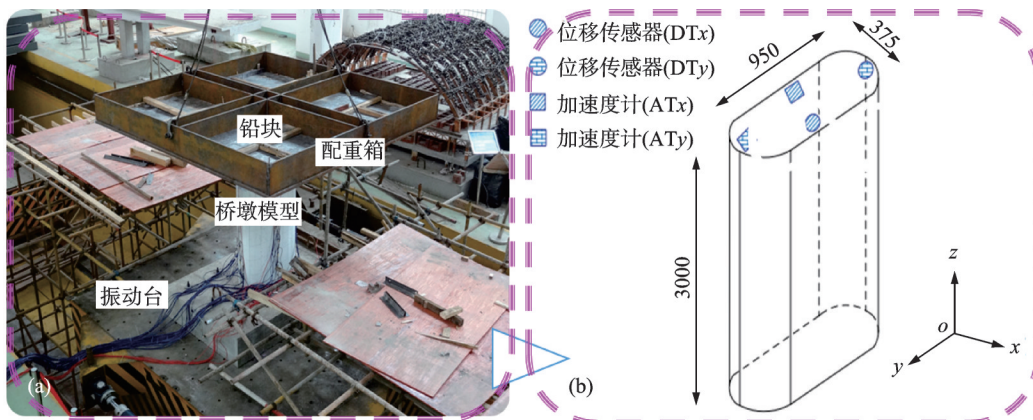 铅块
配重箱
桥墩模型
振动台
(a)
位移传感器(DTx)
位移传感器(DTy)
加速度计(ATx)
加速度计(ATy)
950
375
3000
z
o
x
y
(b)